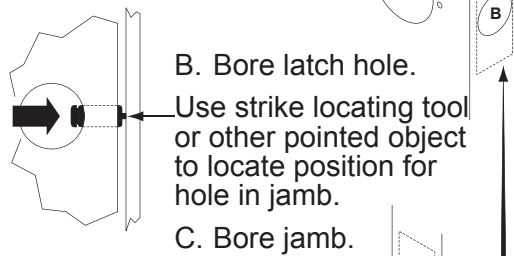 B
B. Bore latch hole.
Use strike locating tool
or other pointed object
to locate position for
hole in jamb.
C. Bore jamb.